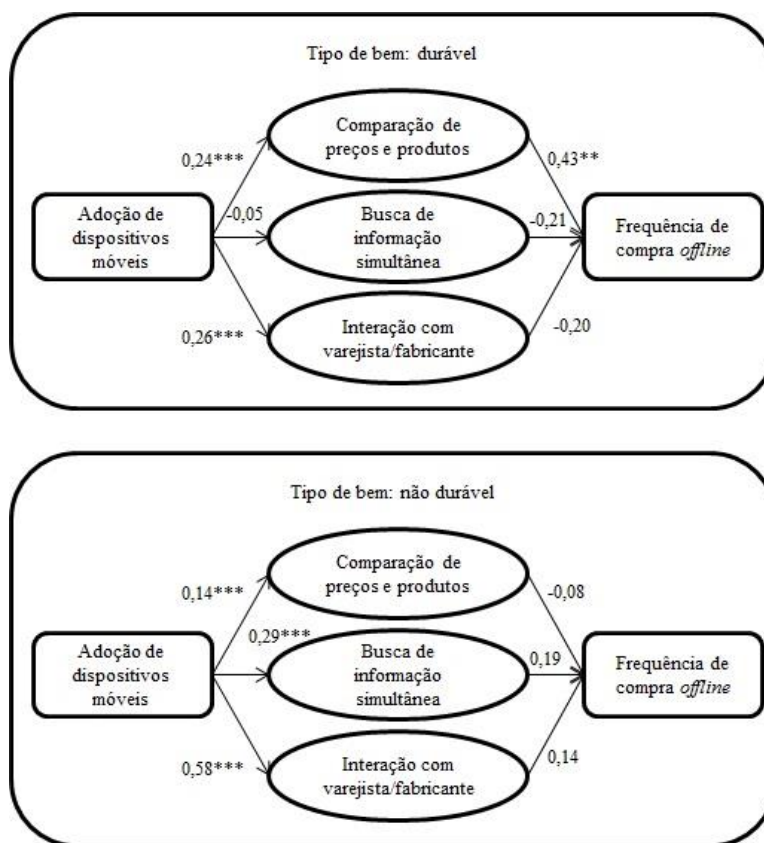 Tipo de bem: durável
Comparação de
preços e produtos
0,24***
0,43**
Adoção de
dispositivos
móveis
-0,05
Busca de
informação
simultânea
-0,21
Frequência de
compra offline
0,26***
Interação com
varejista/fabricante
-0,20
Tipo de bem: não durável
Comparação de
preços e produtos
0,14***
-0,08
Adoção de
dispositivos
móveis
0,29***
Busca de
informação
simultânea
0,19
Frequência de
compra offline
0,58***
Interação com
varejista/fabricante
0,14